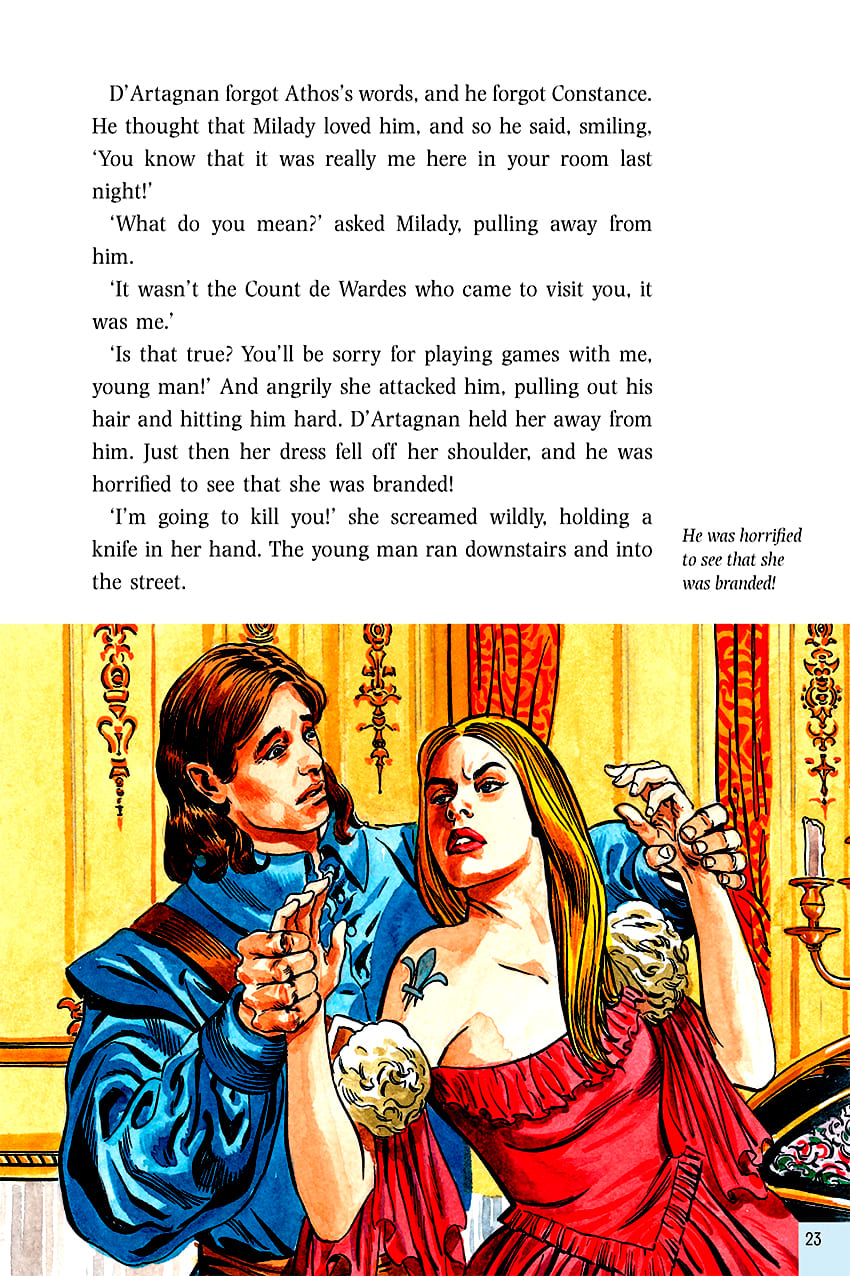 D’Artagnan forgot Athos’s words, and he forgot Constance.
He thought that Milady loved him, and so he said, smiling,
‘You know that it was really me here in your room last
night!’
‘What do you mean?’ asked Milady, pulling away from
him.
‘It wasn’t the Count de Wardes who came to visit you, it
was me.’
‘Is that true? You’ll be sorry for playing games with me,
young man!’ And angrily she attacked him, pulling out his
hair and hitting him hard. D’Artagnan held her away from
him. Just then her dress fell off her shoulder, and he was
horrified to see that she was branded!
‘I’m going to kill you!’ she screamed wildly, holding a
knife in her hand. The young man ran downstairs and into
the street.
He was horrified
to see that she
was branded!
23